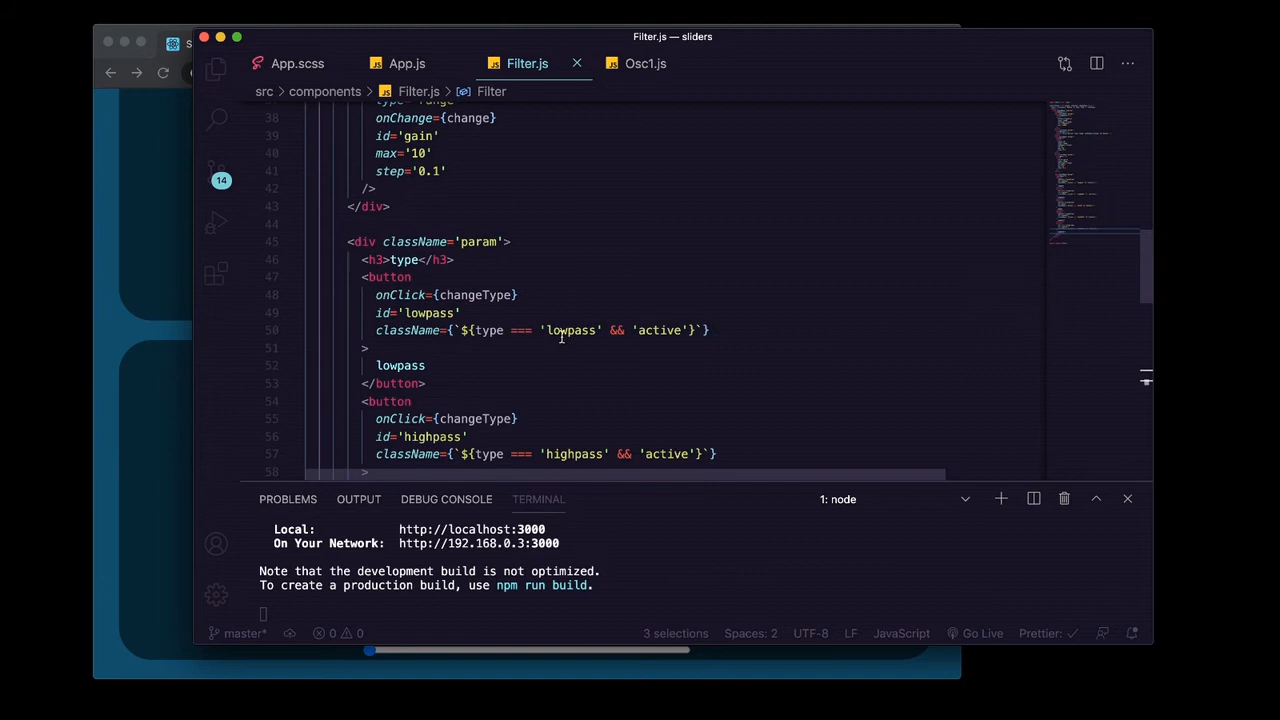 Filter.js — sliders
S
App.scss
JS App.js
JS Filter.js
JS Osc1.js
src > components > JS Filter.js > Filter
type='range'
38 onChange={change}
39 id='gain'
40 max='10'
41 step='0.1'
42 />
43 </div>
44
45 <div className='param'>
46 <h3>type</h3>
47 <button
48 onClick={changeType}
49 id='lowpass'
50 className={`${type === 'lowpass' && 'active'}`}
51 >
52 lowpass
53 </button>
54 <button
55 onClick={changeType}
56 id='highpass'
57 className={`${type === 'highpass' && 'active'}`}
58 >
14
PROBLEMS OUTPUT DEBUG CONSOLE TERMINAL 1: node
Local: http://localhost:3000
On Your Network: http://192.168.0.3:3000
Note that the development build is not optimized.
To create a production build, use npm run build.
master* 0 0 3 selections Spaces: 2 UTF-8 LF JavaScript Go Live Prettier: ✓